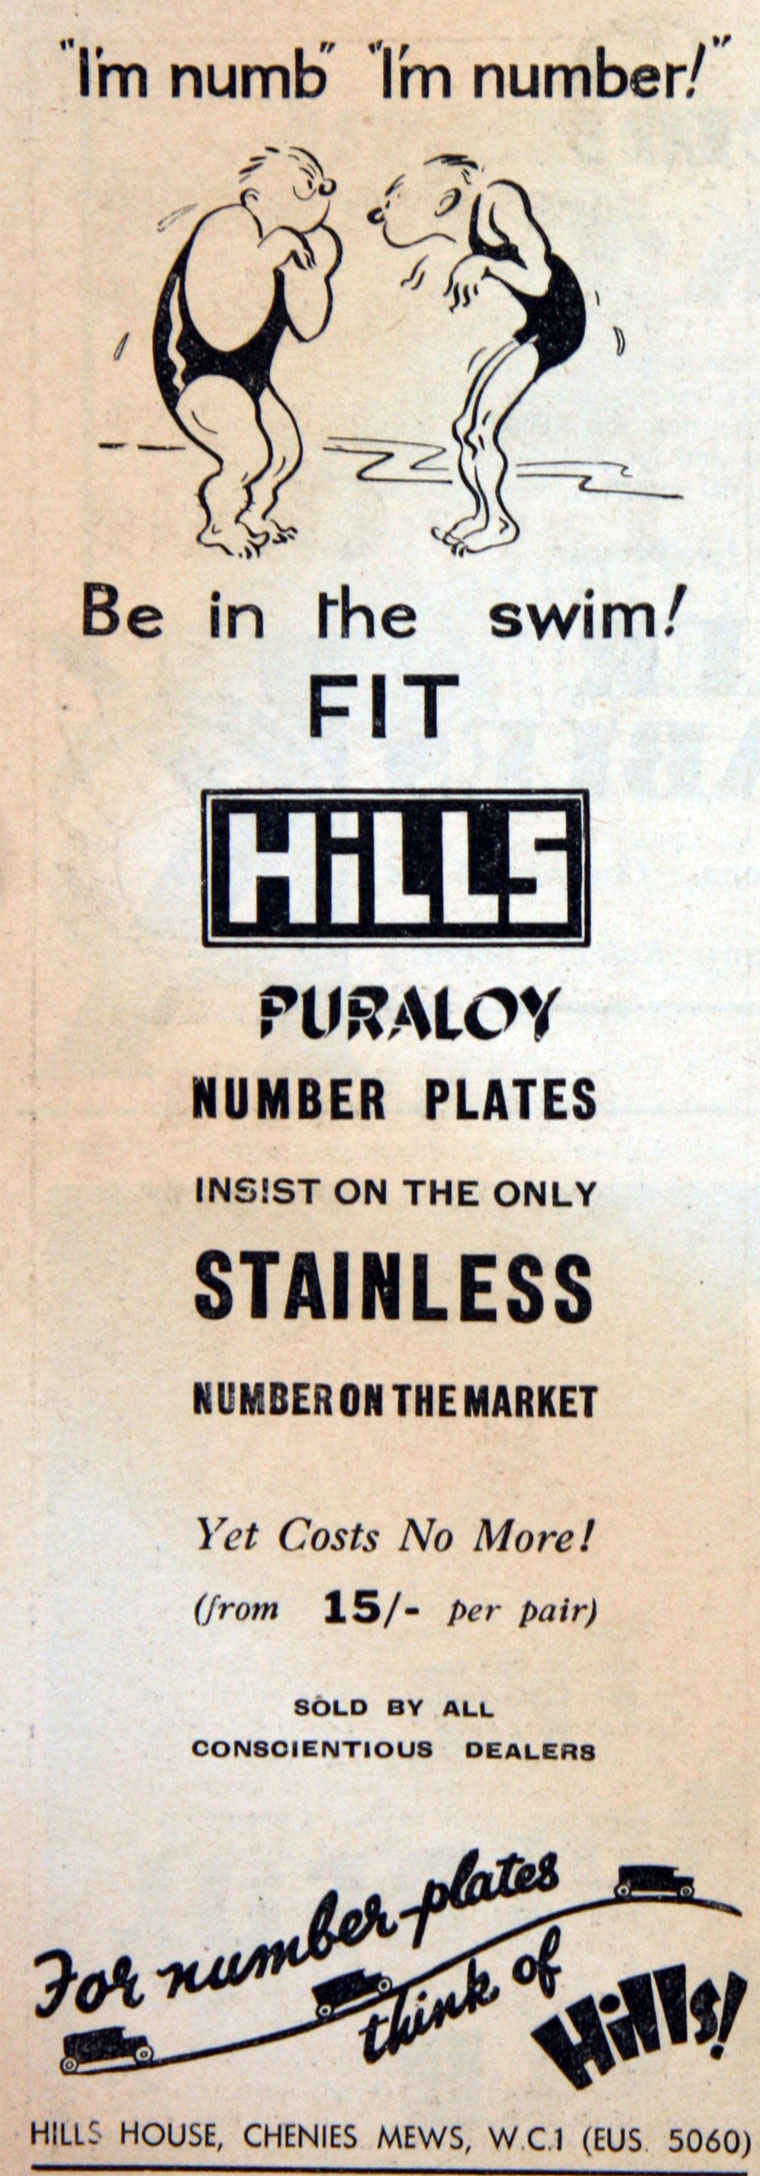 "I'm numb" "I'm number!"
Be in the swim!
FIT
HiLLS
PURALOY
NUMBER PLATES
INSIST ON THE ONLY
STAINLESS
NUMBER ON THE MARKET
Yet Costs No More!
(from 15/- per pair)
SOLD BY ALL
CONSCIENTIOUS DEALERS
For number-plates
think of
Hills!
HILLS HOUSE, CHENIES MEWS, W.C.1 (EUS. 5060)